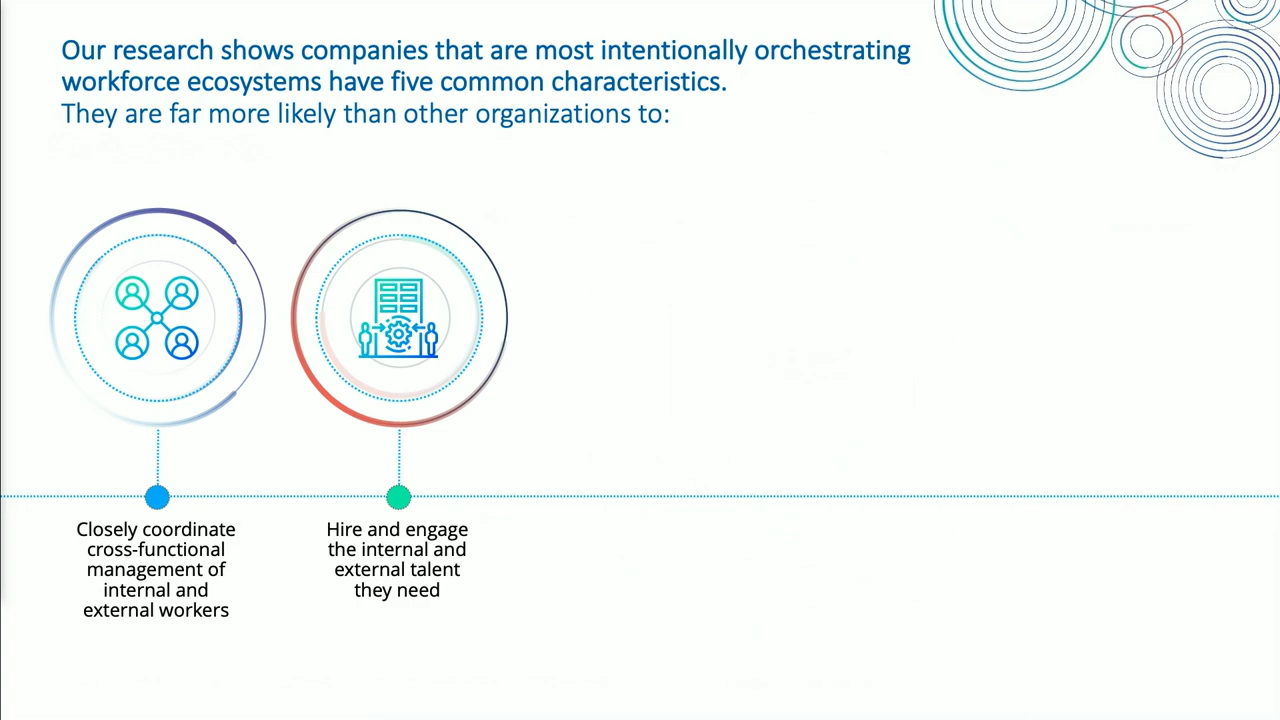 Our research shows companies that are most intentionally orchestrating
workforce ecosystems have five common characteristics.
They are far more likely than other organizations to:
Closely coordinate
cross-functional
management of
internal and
external workers
Hire and engage
the internal and
external talent
they need